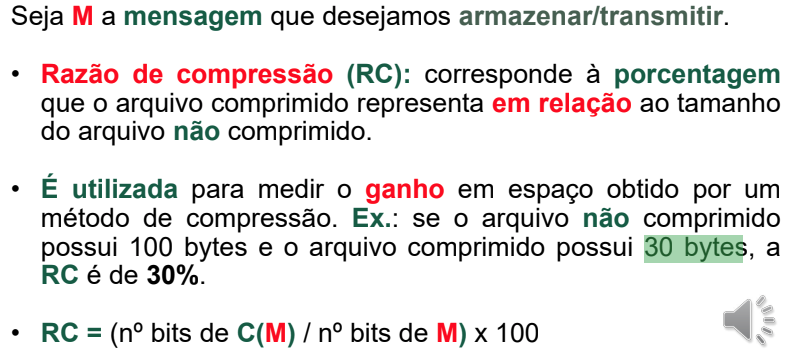 Seja M a mensagem que desejamos armazenar/transmitir.
• Razão de compressão (RC): corresponde à porcentagem
que o arquivo comprimido representa em relação ao tamanho
do arquivo não comprimido.
• É utilizada para medir o ganho em espaço obtido por um
método de compressão. Ex.: se o arquivo não comprimido
possui 100 bytes e o arquivo comprimido possui 30 bytes, a
RC é de 30%.
• RC = (nº bits de C(M) / nº bits de M) x 100